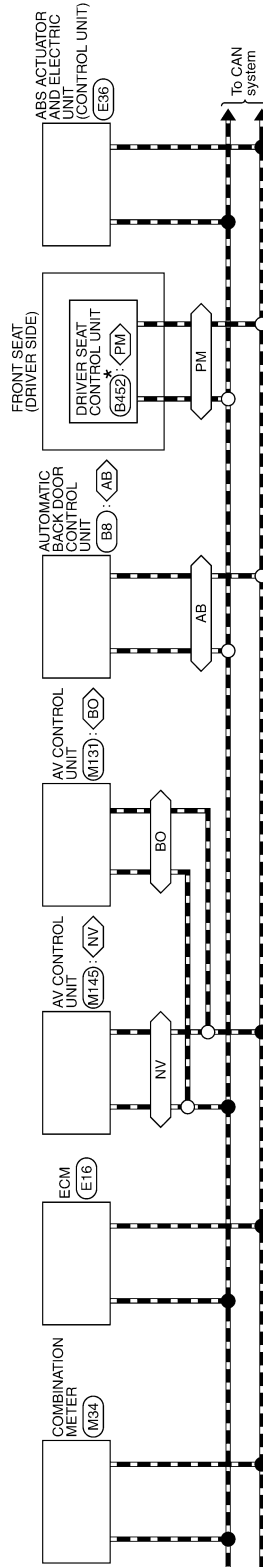 COMBINATION
METER
M34
ECM
E16
AV CONTROL
UNIT
M145 : NV
NV
AV CONTROL
UNIT
M131 : BO
BO
AUTOMATIC
BACK DOOR
CONTROL
UNIT
B8 : AB
AB
FRONT SEAT
(DRIVER SIDE)
DRIVER SEAT
CONTROL UNIT
*
B452 : PM
PM
ABS ACTUATOR
AND ELECTRIC
UNIT
(CONTROL UNIT)
E36
To CAN
system